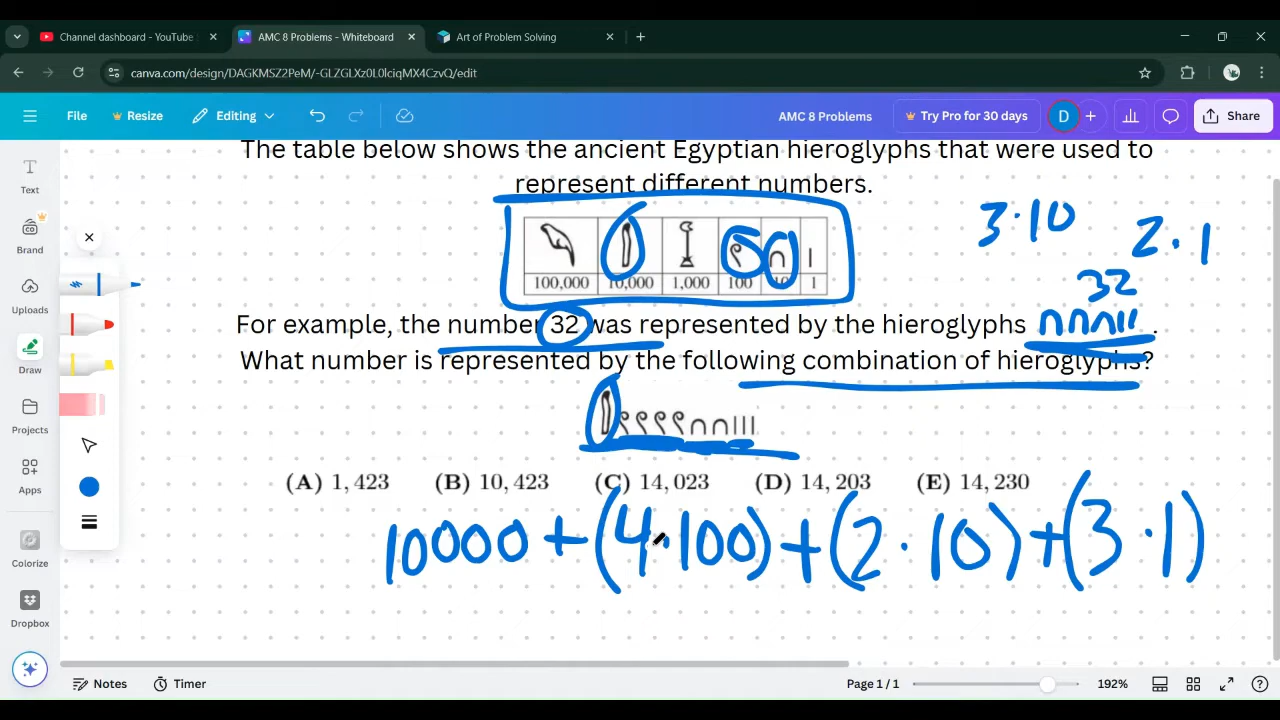 Channel dashboard - YouTube
AMC 8 Problems - Whiteboard
Art of Problem Solving
canva.com/design/DAGKMSZ2PeM/-GLZGLXz0L0lciqMX4CzvQ/edit
File
Resize
Editing
AMC 8 Problems
D
Try Pro for 30 days
Share
Text
Brand
Uploads
Draw
Projects
Apps
Colorize
Dropbox
The table below shows the ancient Egyptian hieroglyphs that were used to
represent different numbers.
100,000 10,000 1,000 100 10 1
3·10
2·1
32
For example, the number 32 was represented by the hieroglyphs ∩∩∩II .
What number is represented by the following combination of hieroglyphs?
(A) 1,423 (B) 10,423 (C) 14,023 (D) 14,203 (E) 14,230
10000 + (4·100) + (2·10) + (3·1)
Notes
Timer
Page 1 / 1
192%